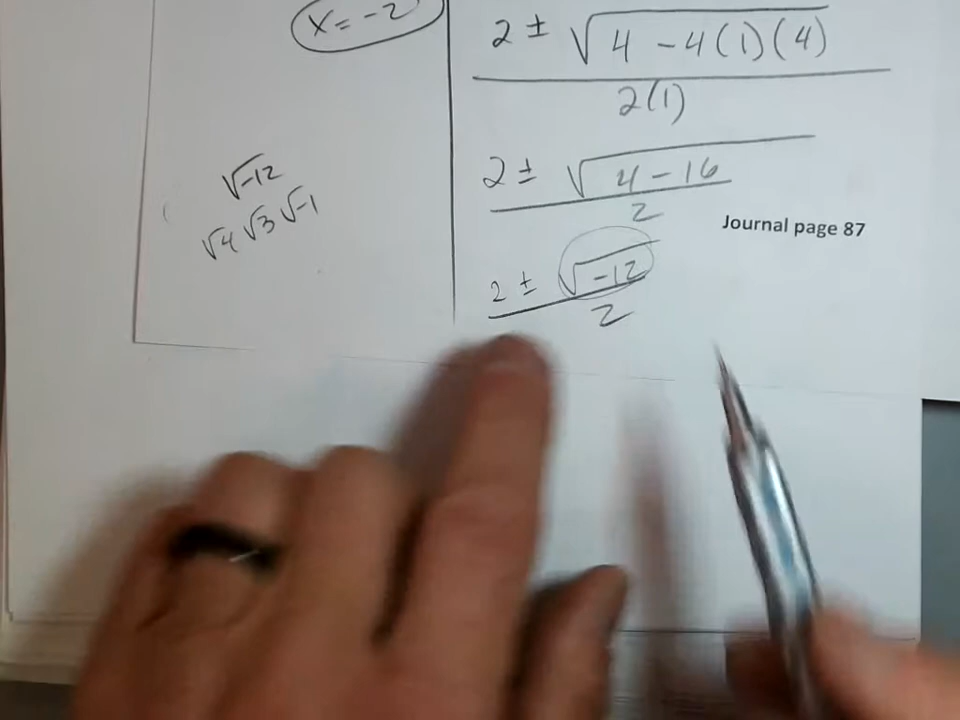 x = -2
√-12
√4 √3 √-1
2 ± √4 - 4(1)(4)
2(1)
2 ± √4 - 16
2
Journal page 87
2 ± √-12
2